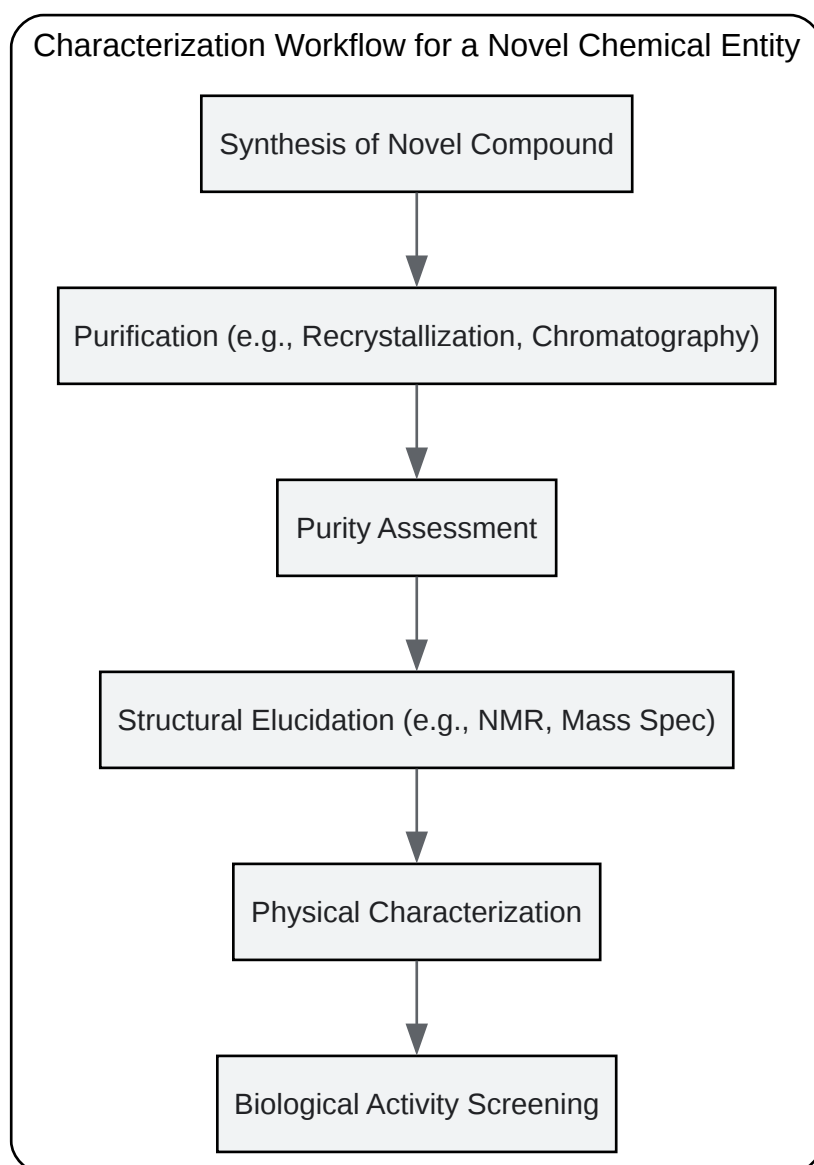 Characterization Workflow for a Novel Chemical Entity
Synthesis of Novel Compound
Purification (e.g., Recrystallization, Chromatography)
Purity Assessment
Structural Elucidation (e.g., NMR, Mass Spec)
Physical Characterization
Biological Activity Screening